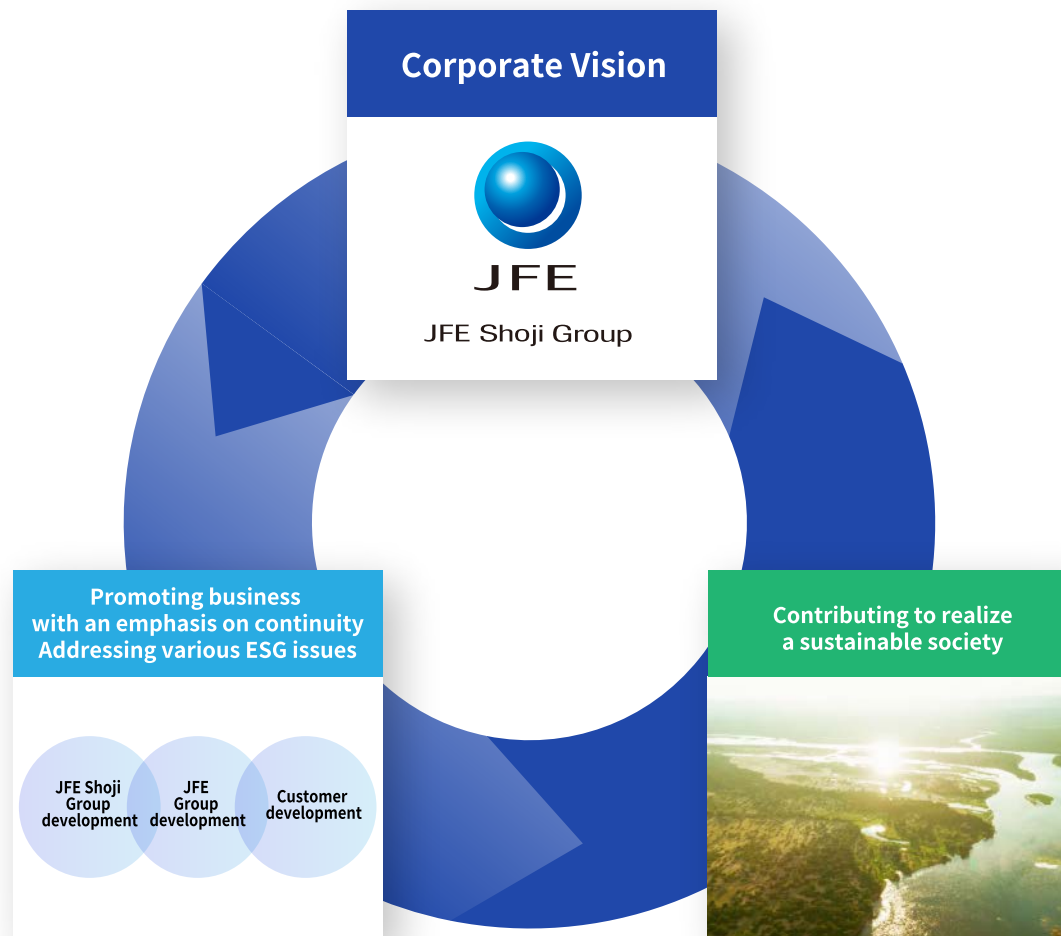 Corporate Vision
JFE
JFE Shoji Group
Promoting business
with an emphasis on continuity
Addressing various ESG issues
JFE Shoji
Group
development
JFE
Group
development
Customer
development
Contributing to realize
a sustainable society